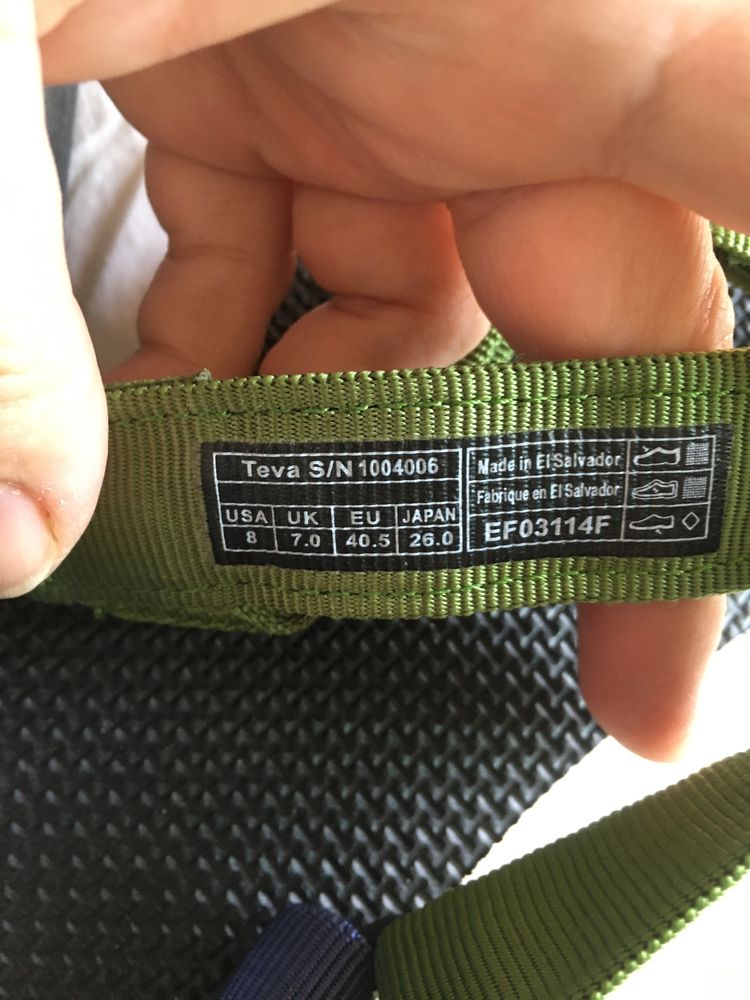 Teva S/N 1004006
USA UK EU JAPAN
8 7.0 40.5 26.0
Made in El Salvador
Fabrique en El Salvador
EF03114F